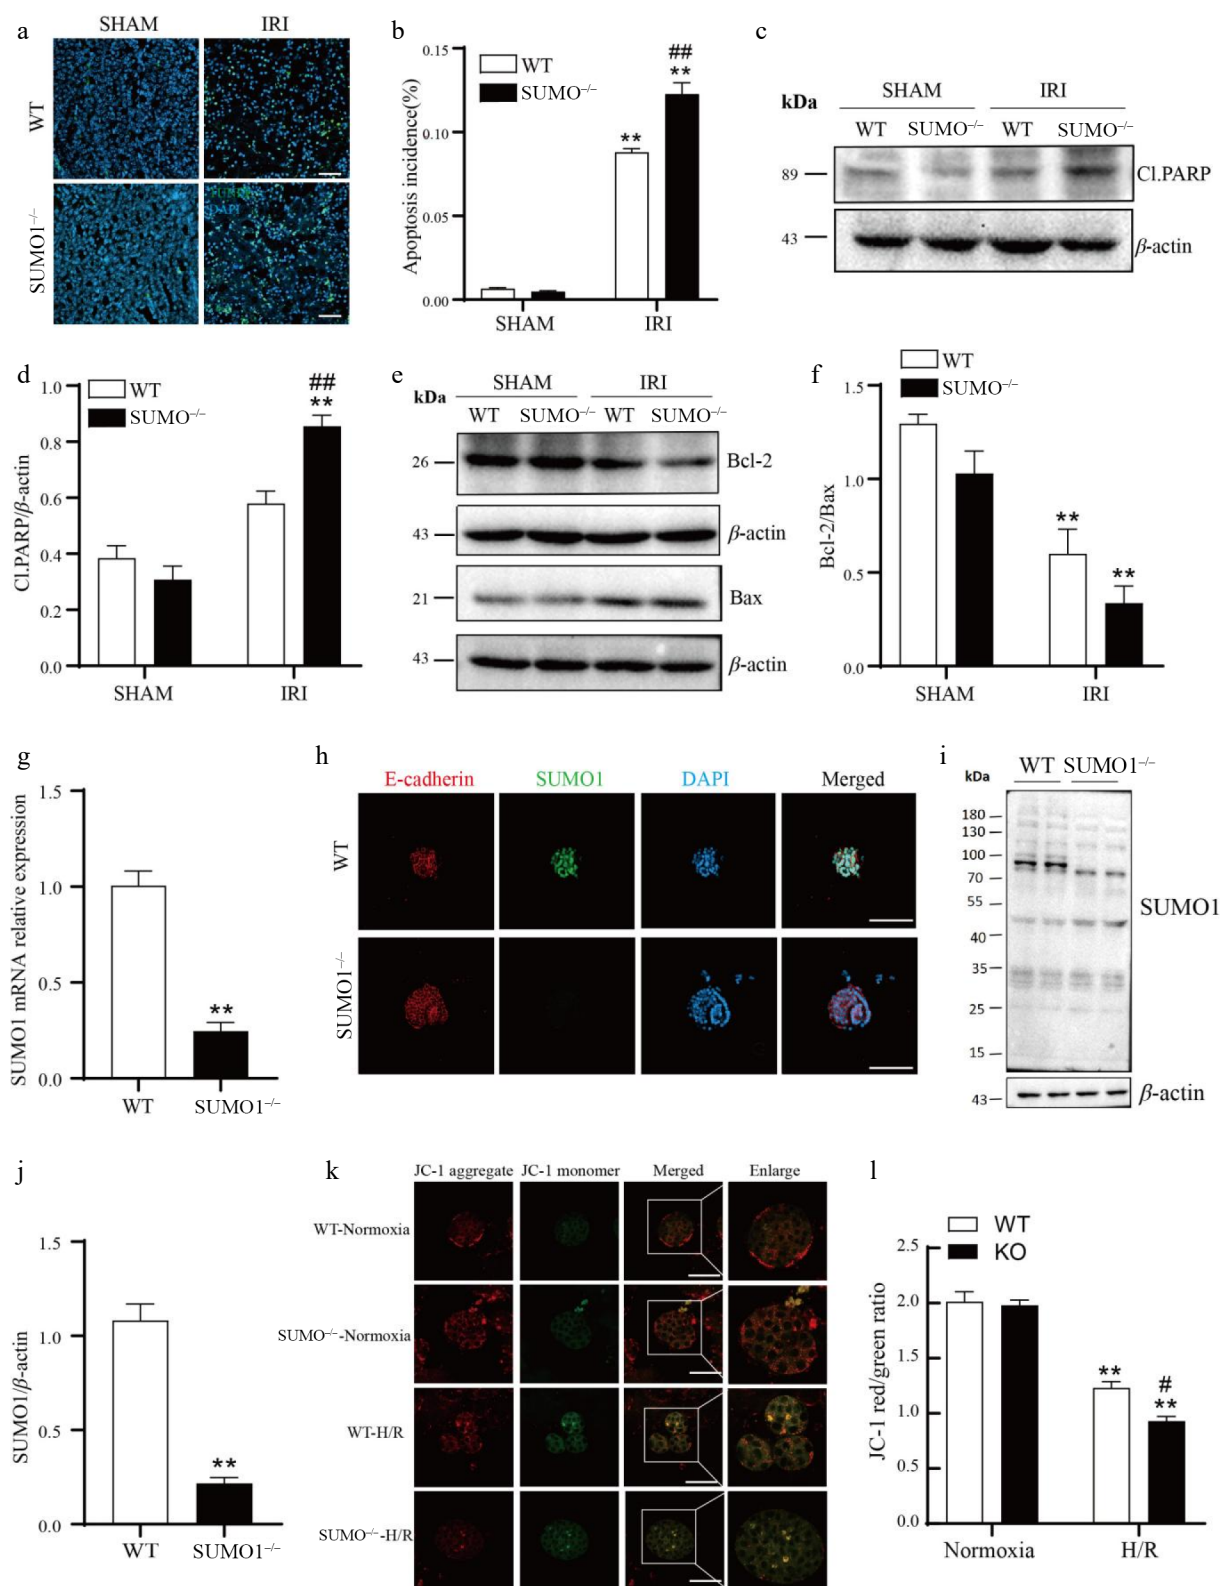 a
SHAM IRI
WT
SUMO1⁻/⁻
DAPI
b
0.15
0.10
0.05
0.00
Apoptosis incidence(%)
WT
SUMO⁻/⁻
**
##
**
SHAM IRI
c
kDa
SHAM IRI
WT SUMO⁻/⁻ WT SUMO⁻/⁻
89 Cl.PARP
43 β-actin
d
1.0
0.8
0.6
0.4
0.2
0.0
Cl.PARP/β-actin
WT
SUMO⁻/⁻
##
**
SHAM IRI
e
kDa
SHAM IRI
WT SUMO⁻/⁻ WT SUMO⁻/⁻
26 Bcl-2
43 β-actin
21 Bax
43 β-actin
f
WT
SUMO⁻/⁻
1.5
1.0
0.5
0.0
Bcl-2/Bax
**
**
SHAM IRI
g
1.5
1.0
0.5
0.0
SUMO1 mRNA relative expression
**
WT SUMO1⁻/⁻
h
E-cadherin SUMO1 DAPI Merged
WT
SUMO1⁻/⁻
i
kDa WT SUMO1⁻/⁻
180
130
100
70
55
40
35
25
15
SUMO1
43 β-actin
j
1.5
1.0
0.5
0.0
SUMO1/β-actin
**
WT SUMO1⁻/⁻
k
JC-1 aggregate JC-1 monomer Merged Enlarge
WT-Normoxia
SUMO⁻/⁻-Normoxia
WT-H/R
SUMO⁻/⁻-H/R
l
WT
KO
2.5
2.0
1.5
1.0
0.5
0.0
JC-1 red/green ratio
**
#
**
Normoxia H/R